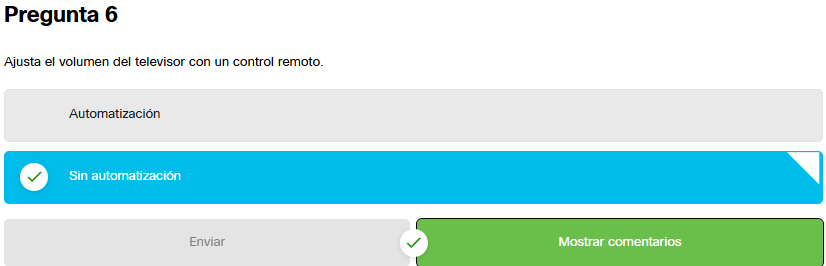 Pregunta 6
Ajusta el volumen del televisor con un control remoto.
Automatización
Sin automatización
Enviar
Mostrar comentarios